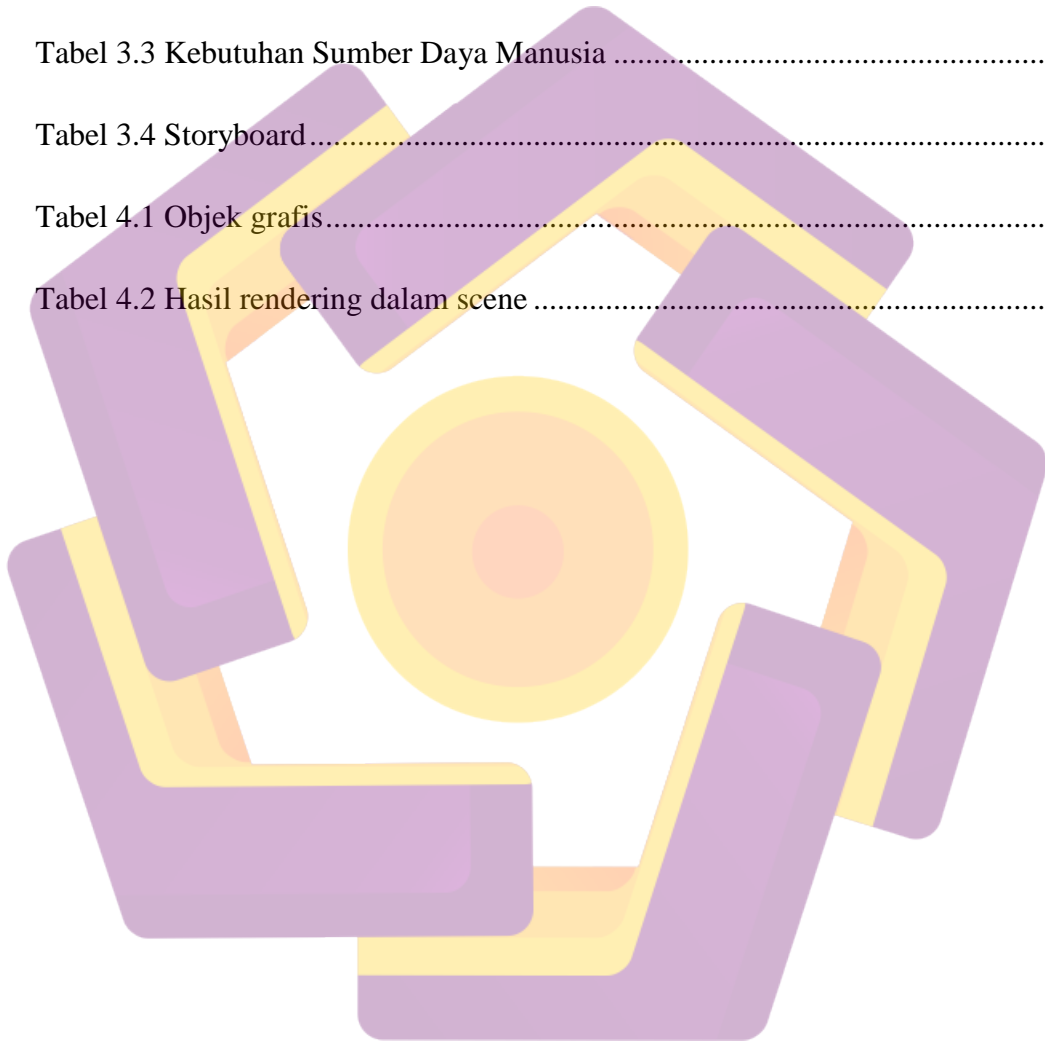 Tabel 3.3 Kebutuhan Sumber Daya Manusia ..................................................
Tabel 3.4 Storyboard..........................................................................................
Tabel 4.1 Objek grafis........................................................................................
Tabel 4.2 Hasil rendering dalam scene ..............................................................